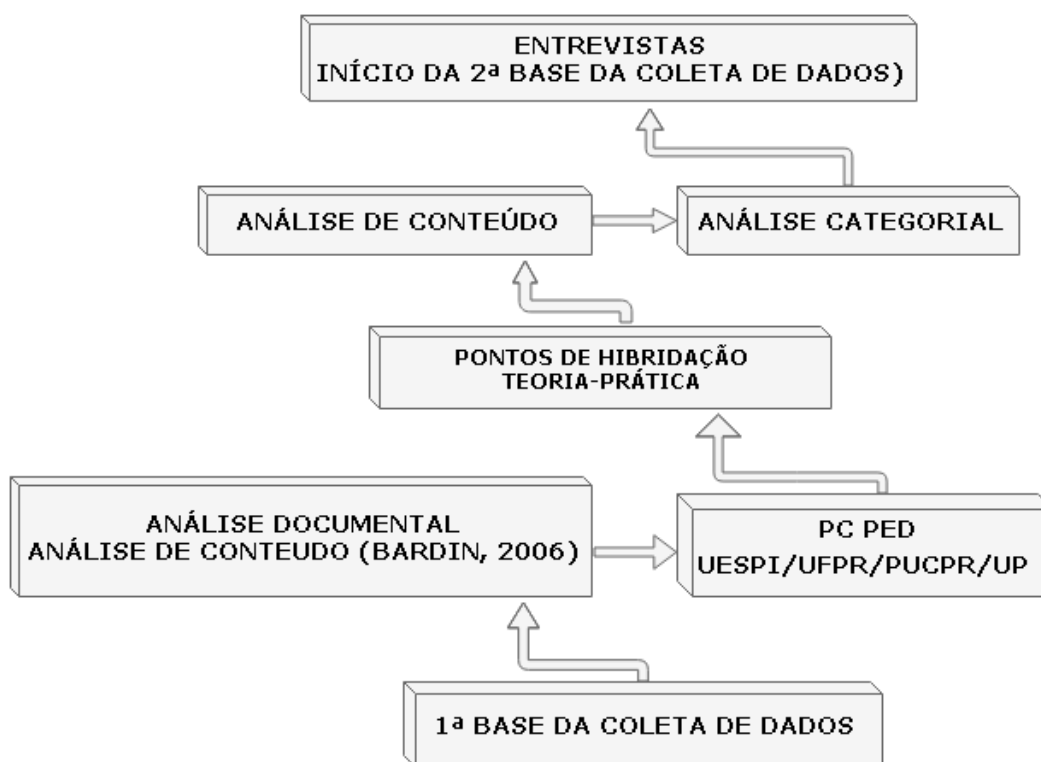 ENTREVISTAS
INÍCIO DA 2ª BASE DA COLETA DE DADOS)
ANÁLISE DE CONTEÚDO
ANÁLISE CATEGORIAL
PONTOS DE HIBRIDAÇÃO
TEORIA-PRÁTICA
ANÁLISE DOCUMENTAL
ANÁLISE DE CONTEUDO (BARDIN, 2006)
PC PED
UESPI/UFPR/PUCPR/UP
1ª BASE DA COLETA DE DADOS